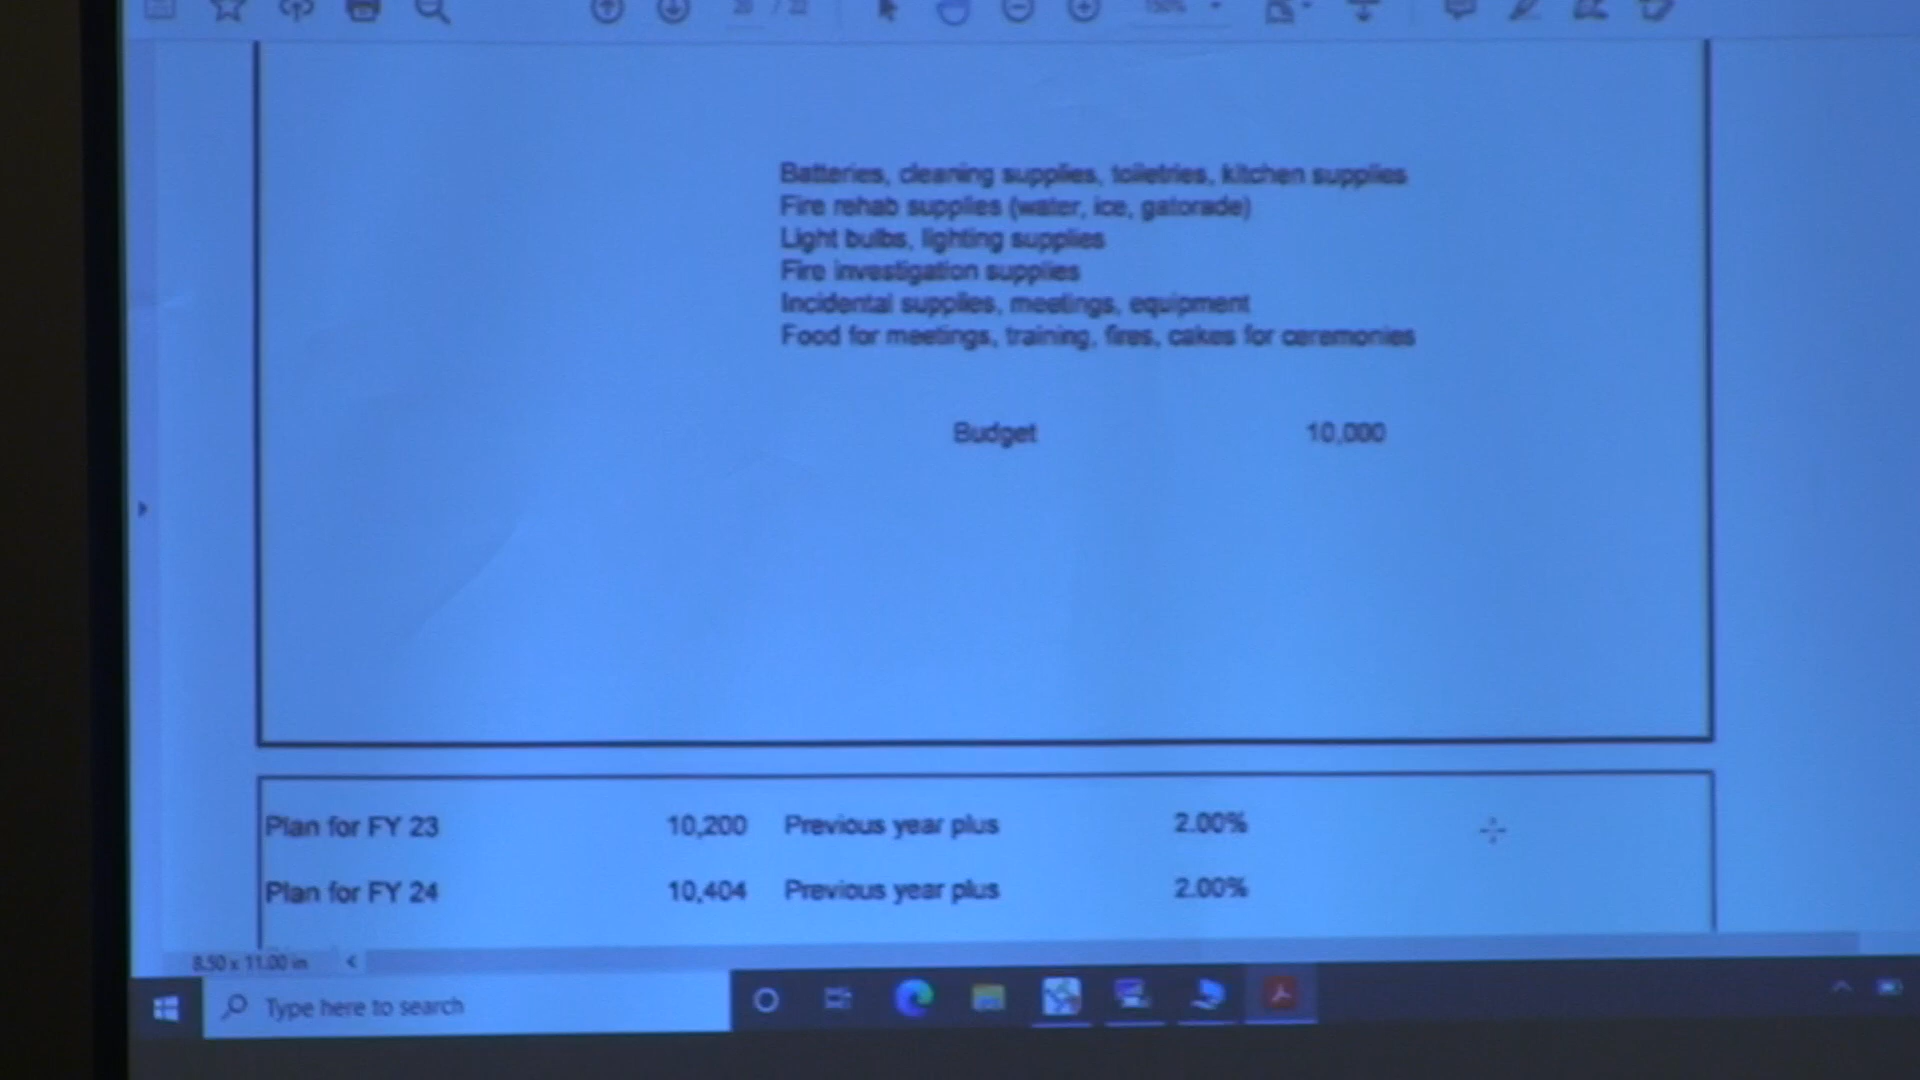 150%
Batteries, cleaning supplies, toiletries, kitchen supplies
Fire rehab supplies (water, ice, gatorade)
Light bulbs, lighting supplies
Fire investigation supplies
Incidental supplies, meetings, equipment
Food for meetings, training, fires, cakes for ceremonies
Budget 10,000
Plan for FY 23 10,200 Previous year plus 2.00%
Plan for FY 24 10,404 Previous year plus 2.00%
8.50 x 11.00 in
Type here to search